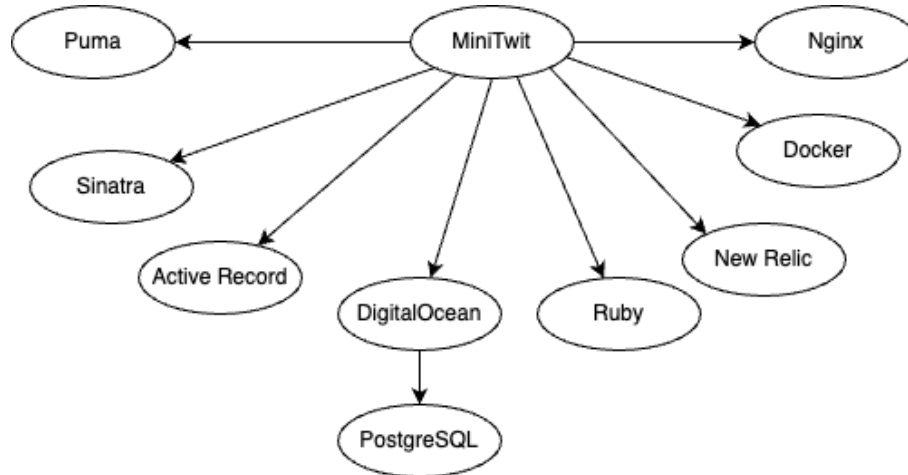 Puma
MiniTwit
Nginx
Docker
Sinatra
New Relic
Active Record
DigitalOcean
Ruby
PostgreSQL